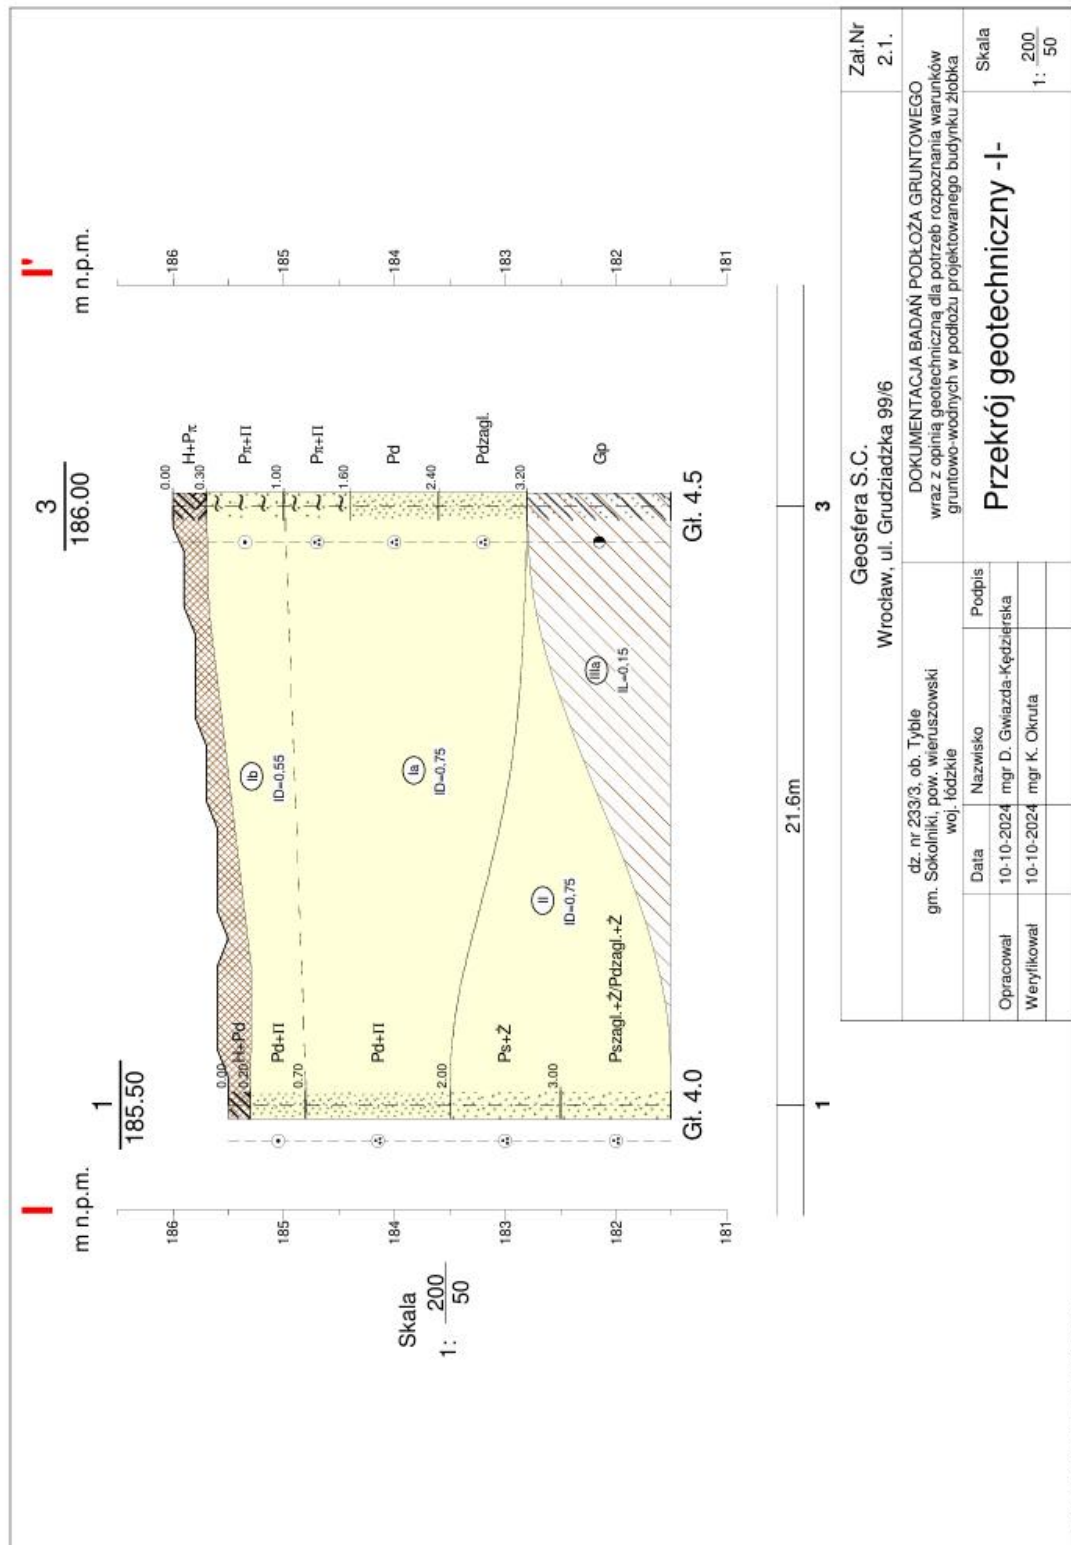 I
I'
m n.p.m.
m n.p.m.
1
185.50
3
186.00
186
185
184
183
182
181
186
185
184
183
182
181
0.00
0.20
0.70
2.00
3.00
H+Pd
Pd+Π
Pd+Π
Ps+Ż
Pszagl.+Ż/Pdzagl.+Ż
Gł. 4.0
Ib
ID=0,55
Ia
ID=0,75
II
ID=0,75
IIIa
IL=0,15
0.00
0.30
1.00
1.60
2.40
3.20
H+Pπ
Pπ+Π
Pπ+Π
Pd
Pdzagl.
Gp
Gł. 4.5
Skala
1: 200
50
21.6m
1
3
Geosfera S.C.
Wrocław, ul. Grudziadzka 99/6
Zał.Nr
2.1.
dz. nr 233/3, ob. Tyble
gm. Sokolniki, pow. wieruszowski
woj. łódzkie
DOKUMENTACJA BADAŃ PODŁOŻA GRUNTOWEGO
wraz z opinią geotechniczną dla potrzeb rozpoznania warunków
gruntowo-wodnych w podłożu projektowanego budynku żłobka
Data Nazwisko Podpis
Opracował 10-10-2024 mgr D. Gwiazda-Kędzierska
Weryfikował 10-10-2024 mgr K. Okruta
Przekrój geotechniczny -I-
Skala
1: 200
50